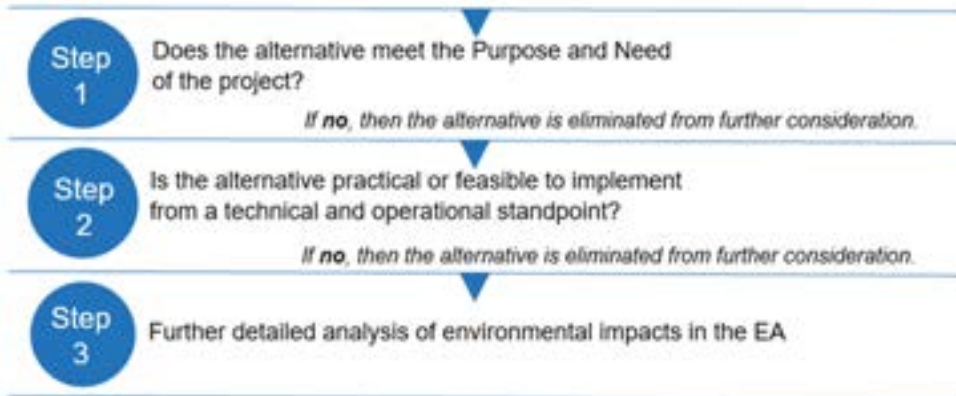 Step
1
Does the alternative meet the Purpose and Need
of the project?
If no, then the alternative is eliminated from further consideration.
Step
2
Is the alternative practical or feasible to implement
from a technical and operational standpoint?
If no, then the alternative is eliminated from further consideration.
Step
3
Further detailed analysis of environmental impacts in the EA